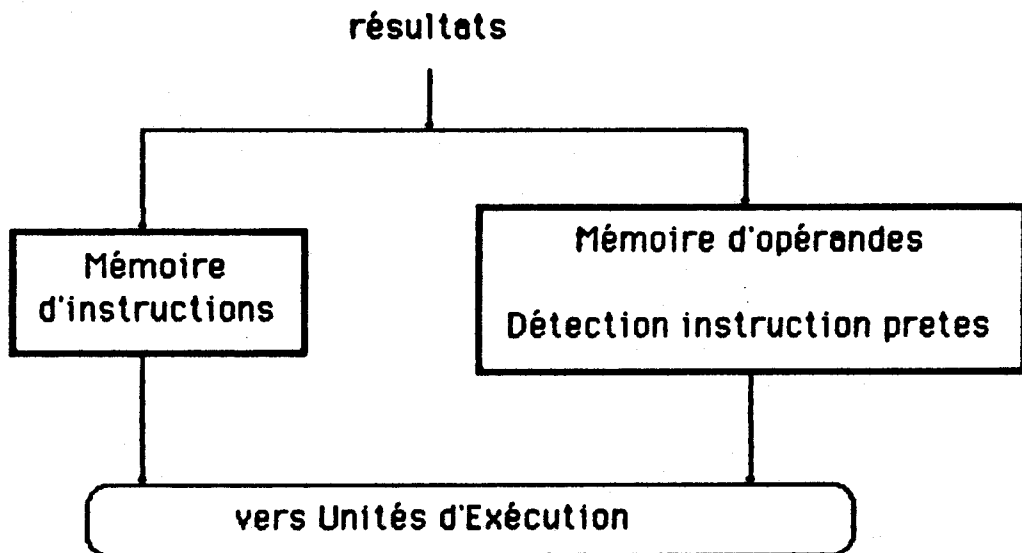 résultats
Mémoire
d'instructions
Mémoire d'opérandes
Détection instruction pretes
vers Unités d'Exécution